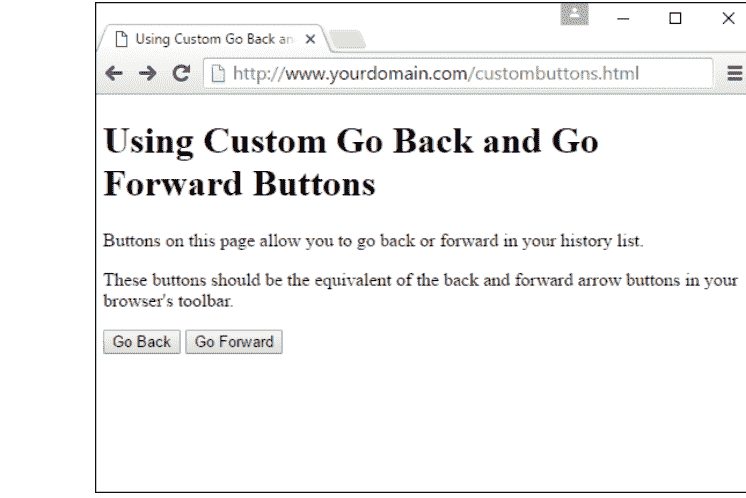 Using Custom Go Back an
http://www.yourdomain.com/custombuttons.html
Using Custom Go Back and Go
Forward Buttons
Buttons on this page allow you to go back or forward in your history list.
These buttons should be the equivalent of the back and forward arrow buttons in your
browser's toolbar.
Go Back Go Forward